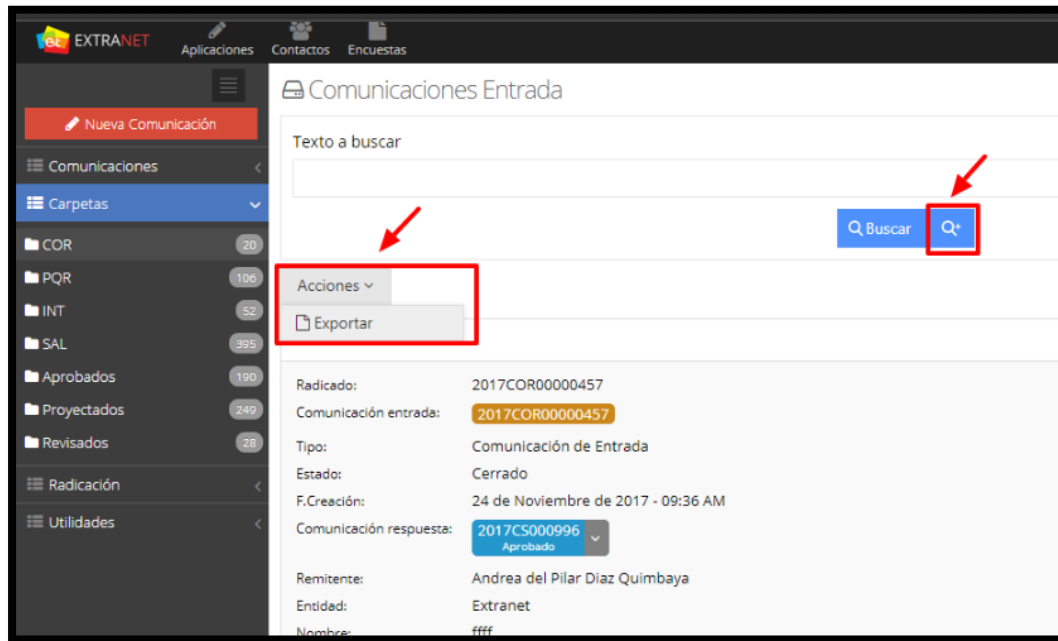 EXTRANET
Aplicaciones Contactos Encuestas
Nueva Comunicación
Comunicaciones
Carpetas
COR 20
PQR 106
INT 52
SAL 395
Aprobados 190
Proyectados 249
Revisados 28
Radicación
Utilidades
Comunicaciones Entrada
Texto a buscar
Buscar
Acciones
Exportar
Radicado: 2017COR00000457
Comunicación entrada: 2017COR00000457
Tipo: Comunicación de Entrada
Estado: Cerrado
F.Creación: 24 de Noviembre de 2017 - 09:36 AM
Comunicación respuesta: 2017CS000996
Aprobado
Remitente: Andrea del Pilar Diaz Quimbaya
Entidad: Extranet
Nombre: ffff